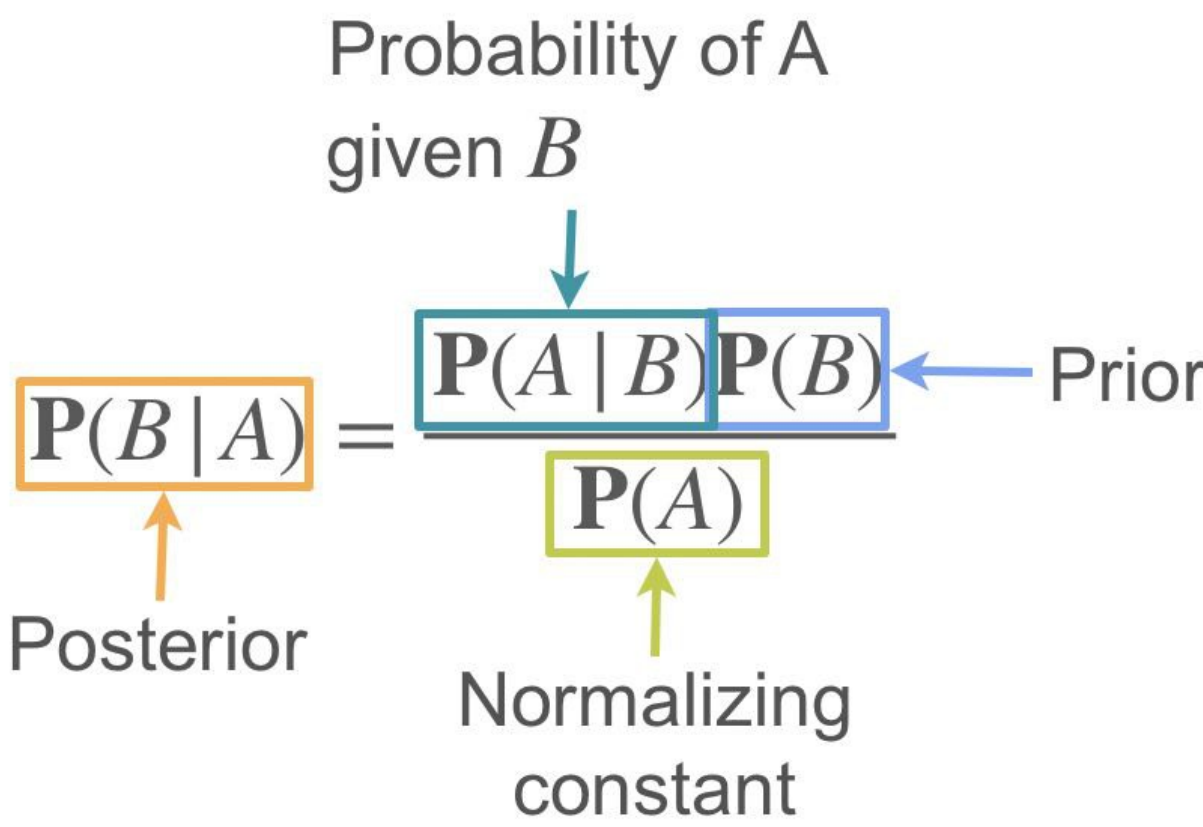 Probability of A
given B
P(A | B)P(B)
Prior
P(B | A) =
P(A)
Posterior
Normalizing
constant